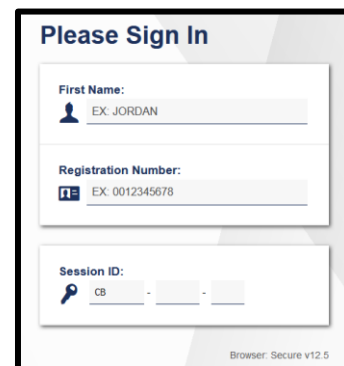 Please Sign In
First Name:
EX: JORDAN
Registration Number:
EX: 0012345678
Session ID:
CB - -
Browser: Secure v12.5